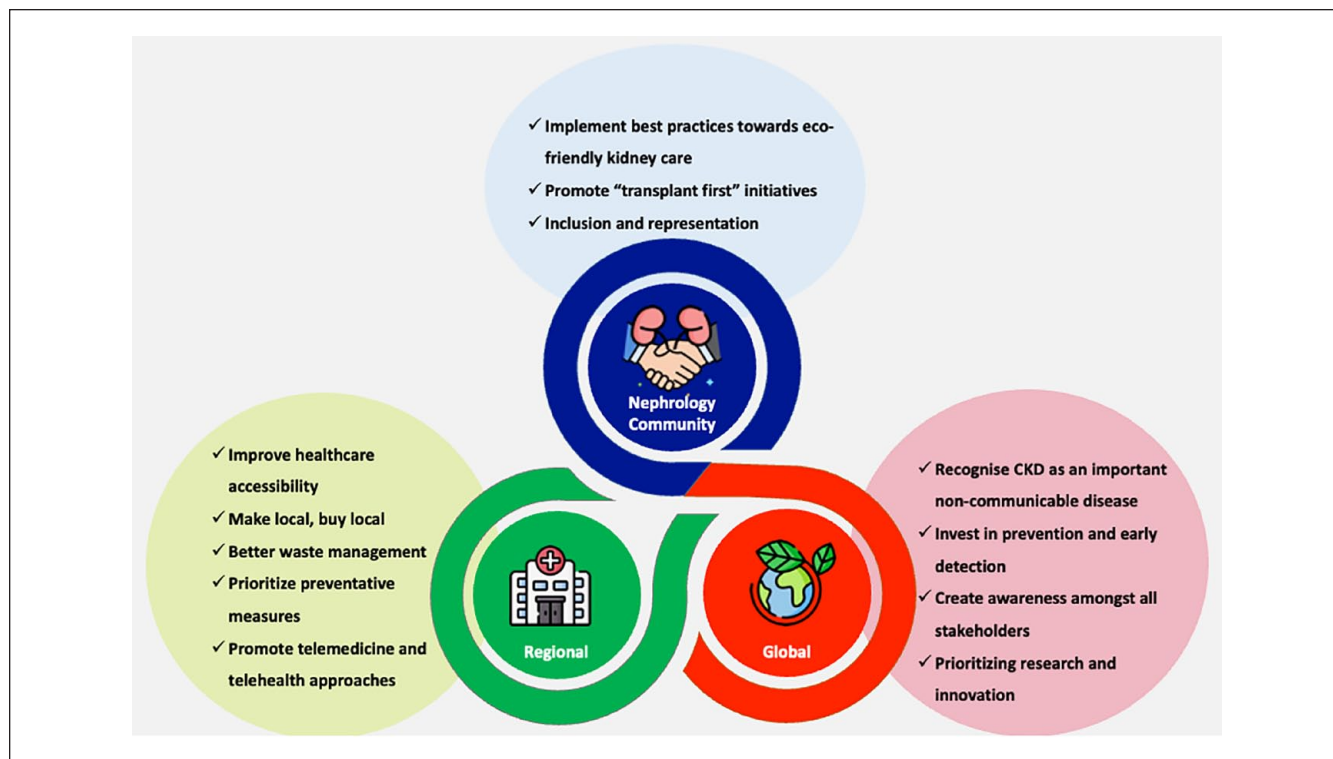 ✓ Implement best practices towards eco-
friendly kidney care
✓ Promote “transplant first” initiatives
✓ Inclusion and representation
Nephrology
Community
✓ Improve healthcare
accessibility
✓ Make local, buy local
✓ Better waste management
✓ Prioritize preventative
measures
✓ Promote telemedicine and
telehealth approaches
Regional
Global
✓ Recognise CKD as an important
non-communicable disease
✓ Invest in prevention and early
detection
✓ Create awareness amongst all
stakeholders
✓ Prioritizing research and
innovation